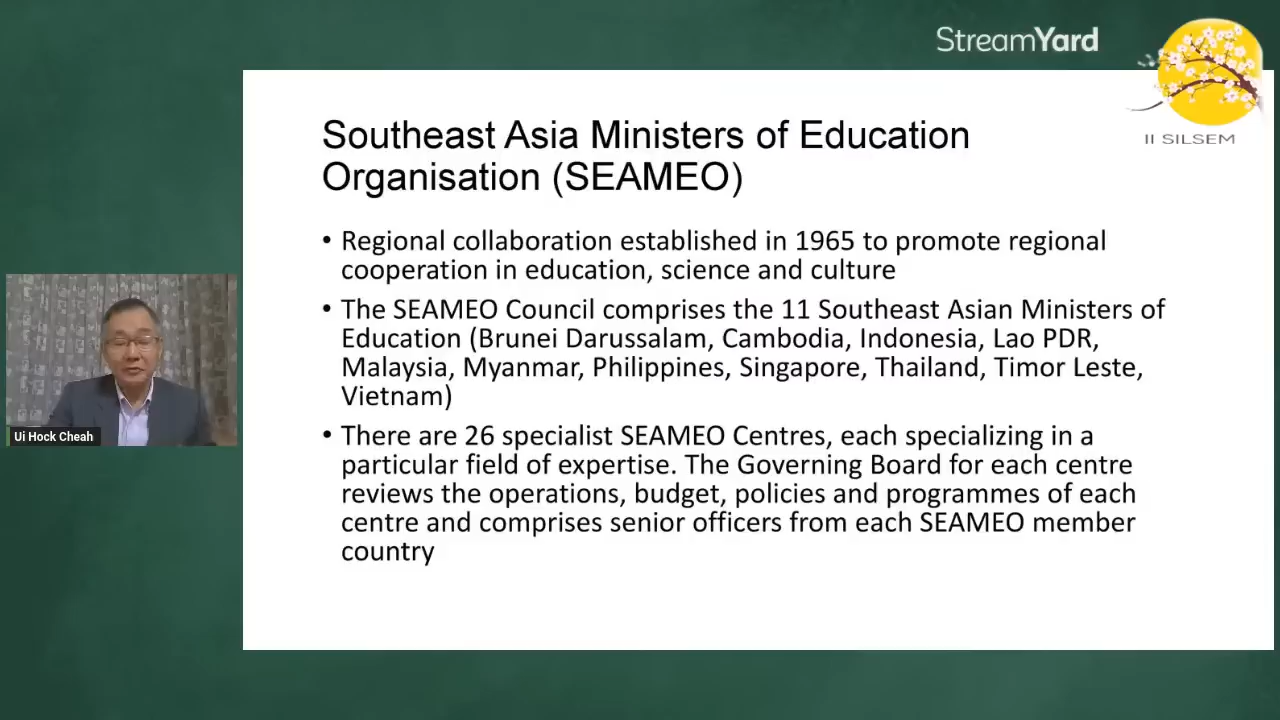 StreamYard
II SILSEM
Southeast Asia Ministers of Education
Organisation (SEAMEO)
• Regional collaboration established in 1965 to promote regional
cooperation in education, science and culture
• The SEAMEO Council comprises the 11 Southeast Asian Ministers of
Education (Brunei Darussalam, Cambodia, Indonesia, Lao PDR,
Malaysia, Myanmar, Philippines, Singapore, Thailand, Timor Leste,
Vietnam)
• There are 26 specialist SEAMEO Centres, each specializing in a
particular field of expertise. The Governing Board for each centre
reviews the operations, budget, policies and programmes of each
centre and comprises senior officers from each SEAMEO member
country
Ui Hock Cheah